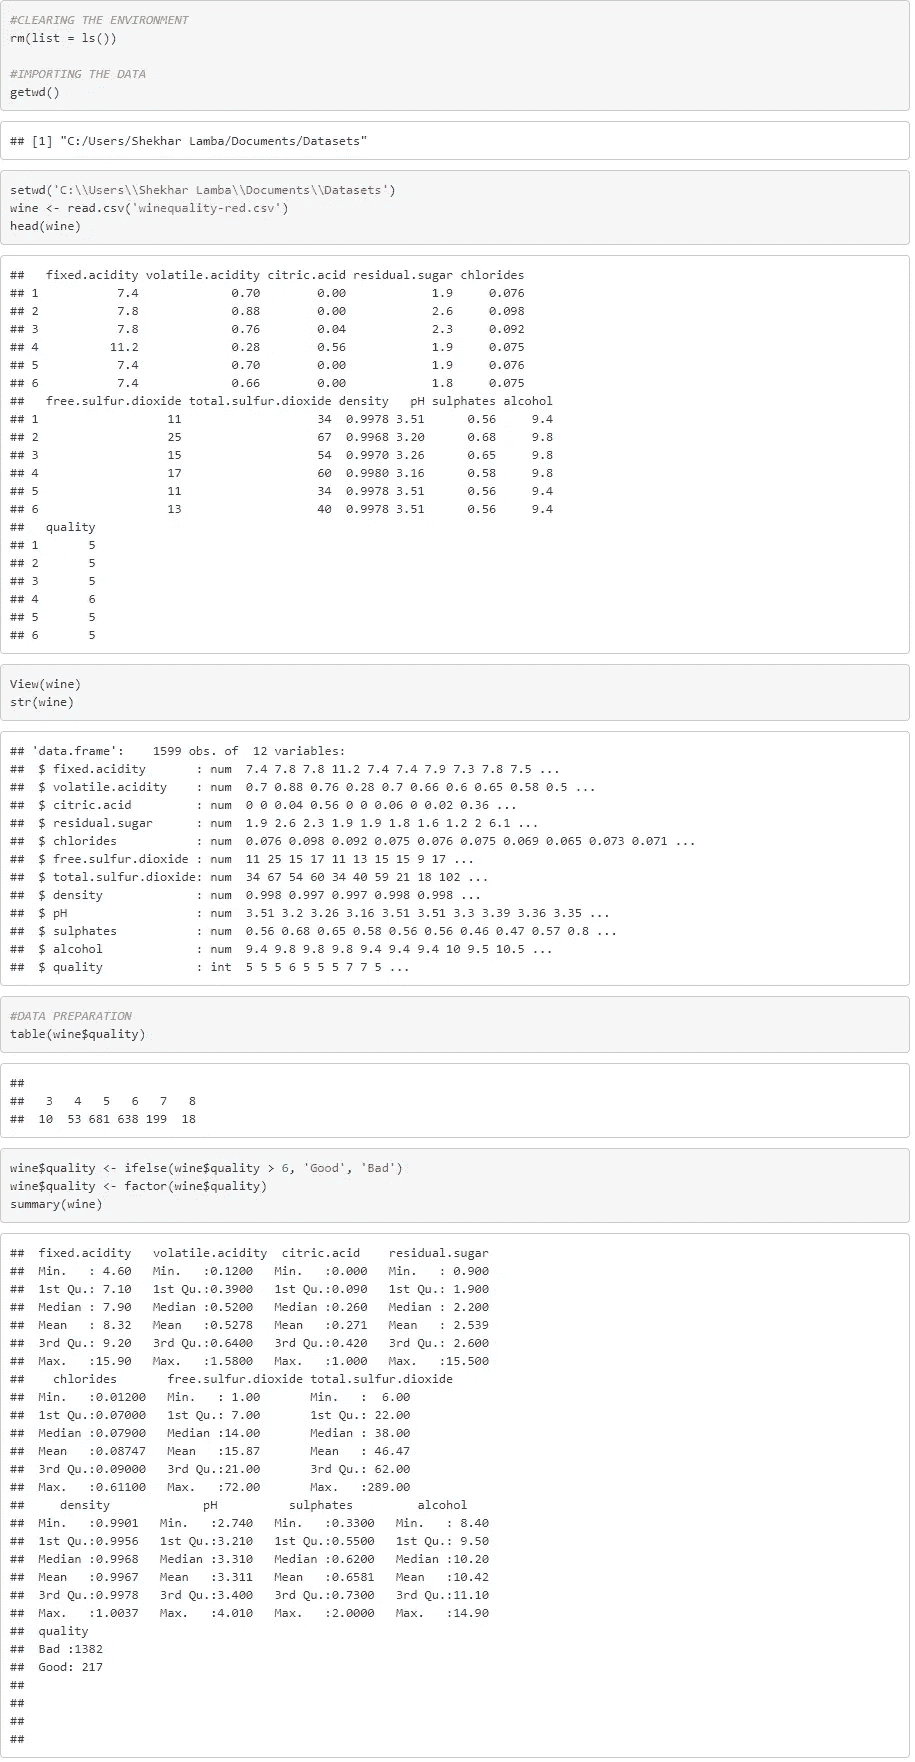 #CLEARING THE ENVIRONMENT
rm(list = ls())
#IMPORTING THE DATA
getwd()
## [1] "C:/Users/Shekhar Lamba/Documents/Datasets"
setwd('C:\\Users\\Shekhar Lamba\\Documents\\Datasets')
wine <- read.csv('winequality-red.csv')
head(wine)
##   fixed.acidity volatile.acidity citric.acid residual.sugar chlorides
## 1           7.4             0.70        0.00            1.9     0.076
## 2           7.8             0.88        0.00            2.6     0.098
## 3           7.8             0.76        0.04            2.3     0.092
## 4          11.2             0.28        0.56            1.9     0.075
## 5           7.4             0.70        0.00            1.9     0.076
## 6           7.4             0.66        0.00            1.8     0.075
##   free.sulfur.dioxide total.sulfur.dioxide density   pH sulphates alcohol
## 1                  11                   34  0.9978 3.51      0.56     9.4
## 2                  25                   67  0.9968 3.20      0.68     9.8
## 3                  15                   54  0.9970 3.26      0.65     9.8
## 4                  17                   60  0.9980 3.16      0.58     9.8
## 5                  11                   34  0.9978 3.51      0.56     9.4
## 6                  13                   40  0.9978 3.51      0.56     9.4
##   quality
## 1       5
## 2       5
## 3       5
## 4       6
## 5       5
## 6       5
View(wine)
str(wine)
## 'data.frame':    1599 obs. of  12 variables:
##  $ fixed.acidity       : num  7.4 7.8 7.8 11.2 7.4 7.4 7.9 7.3 7.8 7.5 ...
##  $ volatile.acidity    : num  0.7 0.88 0.76 0.28 0.7 0.66 0.6 0.65 0.58 0.5 ...
##  $ citric.acid         : num  0 0 0.04 0.56 0 0 0.06 0 0.02 0.36 ...
##  $ residual.sugar      : num  1.9 2.6 2.3 1.9 1.9 1.8 1.6 1.2 2 6.1 ...
##  $ chlorides           : num  0.076 0.098 0.092 0.075 0.076 0.075 0.069 0.065 0.073 0.071 ...
##  $ free.sulfur.dioxide : num  11 25 15 17 11 13 15 15 9 17 ...
##  $ total.sulfur.dioxide: num  34 67 54 60 34 40 59 21 18 102 ...
##  $ density             : num  0.998 0.997 0.997 0.998 0.998 ...
##  $ pH                  : num  3.51 3.2 3.26 3.16 3.51 3.51 3.3 3.39 3.36 3.35 ...
##  $ sulphates           : num  0.56 0.68 0.65 0.58 0.56 0.56 0.46 0.47 0.57 0.8 ...
##  $ alcohol             : num  9.4 9.8 9.8 9.8 9.4 9.4 9.4 10 9.5 10.5 ...
##  $ quality             : int  5 5 5 6 5 5 5 7 7 5 ...
#DATA PREPARATION
table(wine$quality)
##
##   3   4   5   6   7   8
##  10  53 681 638 199  18
wine$quality <- ifelse(wine$quality > 6, 'Good', 'Bad')
wine$quality <- factor(wine$quality)
summary(wine)
##  fixed.acidity   volatile.acidity  citric.acid    residual.sugar
##  Min.   : 4.60   Min.   :0.1200   Min.   :0.000   Min.   : 0.900
##  1st Qu.: 7.10   1st Qu.:0.3900   1st Qu.:0.090   1st Qu.: 1.900
##  Median : 7.90   Median :0.5200   Median :0.260   Median : 2.200
##  Mean   : 8.32   Mean   :0.5278   Mean   :0.271   Mean   : 2.539
##  3rd Qu.: 9.20   3rd Qu.:0.6400   3rd Qu.:0.420   3rd Qu.: 2.600
##  Max.   :15.90   Max.   :1.5800   Max.   :1.000   Max.   :15.500
##    chlorides       free.sulfur.dioxide total.sulfur.dioxide
##  Min.   :0.01200   Min.   : 1.00       Min.   :  6.00
##  1st Qu.:0.07000   1st Qu.: 7.00       1st Qu.: 22.00
##  Median :0.07900   Median :14.00       Median : 38.00
##  Mean   :0.08747   Mean   :15.87       Mean   : 46.47
##  3rd Qu.:0.09000   3rd Qu.:21.00       3rd Qu.: 62.00
##  Max.   :0.61100   Max.   :72.00       Max.   :289.00
##     density             pH          sulphates         alcohol
##  Min.   :0.9901   Min.   :2.740   Min.   :0.3300   Min.   : 8.40
##  1st Qu.:0.9956   1st Qu.:3.210   1st Qu.:0.5500   1st Qu.: 9.50
##  Median :0.9968   Median :3.310   Median :0.6200   Median :10.20
##  Mean   :0.9967   Mean   :3.311   Mean   :0.6581   Mean   :10.42
##  3rd Qu.:0.9978   3rd Qu.:3.400   3rd Qu.:0.7300   3rd Qu.:11.10
##  Max.   :1.0037   Max.   :4.010   Max.   :2.0000   Max.   :14.90
##  quality
##  Bad :1382
##  Good: 217
##
##
##
##